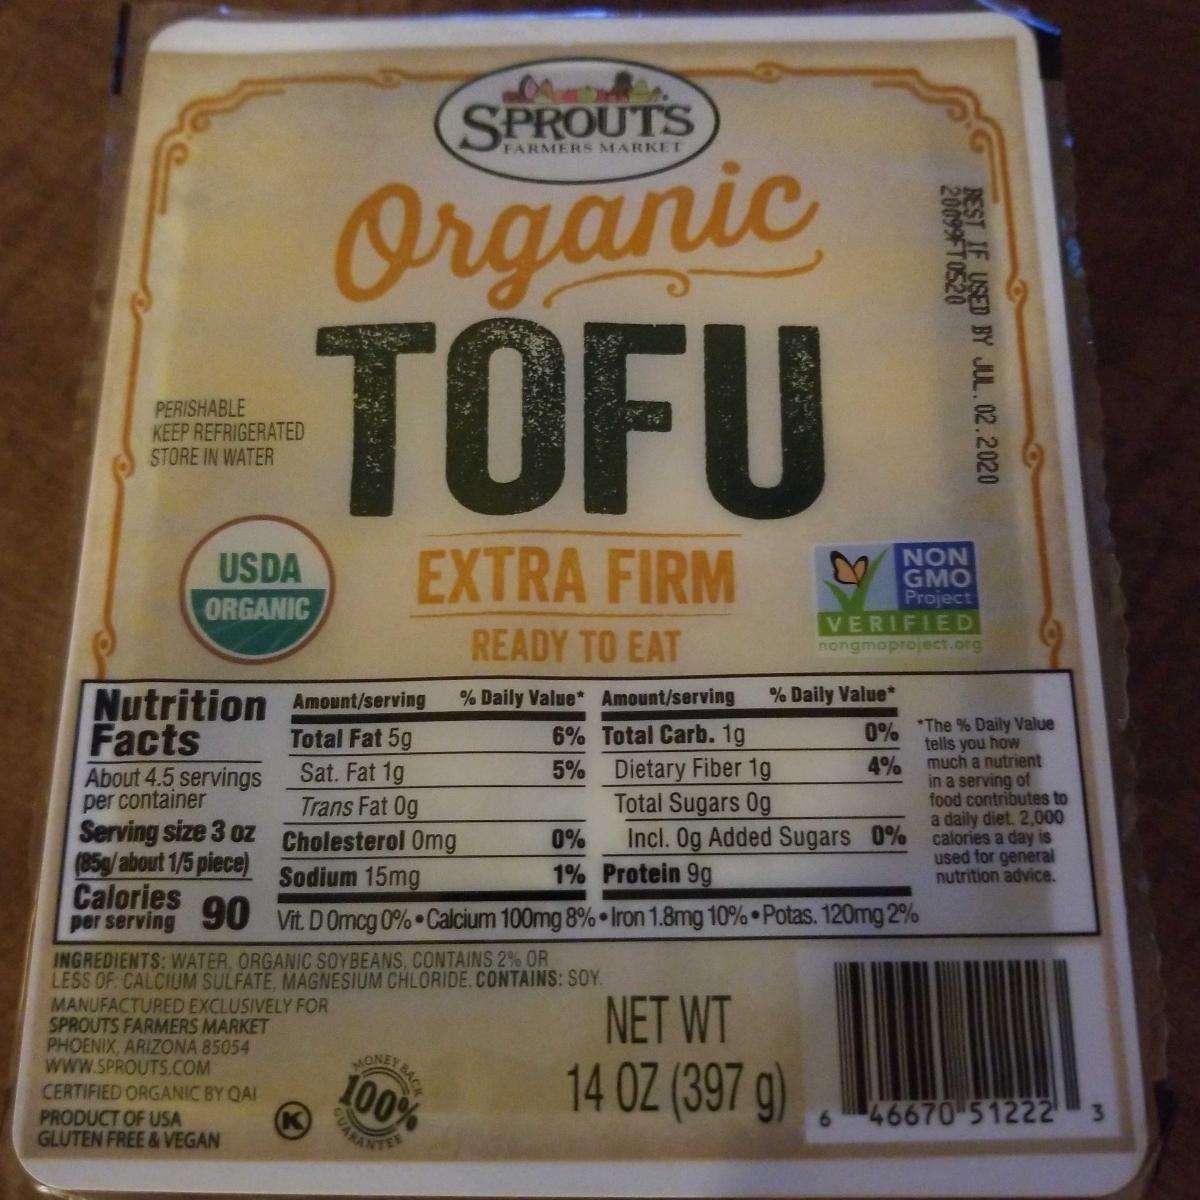 SPROUTS
FARMERS MARKET
Organic
TOFU
BEST IF USED BY JUL.02.2020
20099FT0520
PERISHABLE
KEEP REFRIGERATED
STORE IN WATER
USDA
ORGANIC
EXTRA FIRM
READY TO EAT
NON
GMO
Project
VERIFIED
nongmoproject.org
Nutrition
Facts
About 4.5 servings
per container
Serving size 3 oz
(85g/about 1/5 piece)
Calories
per serving 90
Amount/serving % Daily Value*
Total Fat 5g 6%
Sat. Fat 1g 5%
Trans Fat 0g
Cholesterol 0mg 0%
Sodium 15mg 1%
Amount/serving % Daily Value*
Total Carb. 1g 0%
Dietary Fiber 1g 4%
Total Sugars 0g
Incl. 0g Added Sugars 0%
Protein 9g
Vit. D 0mcg 0% • Calcium 100mg 8% • Iron 1.8mg 10% • Potas. 120mg 2%
*The % Daily Value
tells you how
much a nutrient
in a serving of
food contributes to
a daily diet. 2,000
calories a day is
used for general
nutrition advice.
INGREDIENTS: WATER, ORGANIC SOYBEANS, CONTAINS 2% OR
LESS OF: CALCIUM SULFATE, MAGNESIUM CHLORIDE. CONTAINS: SOY.
MANUFACTURED EXCLUSIVELY FOR
SPROUTS FARMERS MARKET
PHOENIX, ARIZONA 85054
WWW.SPROUTS.COM
CERTIFIED ORGANIC BY QAI
PRODUCT OF USA
GLUTEN FREE & VEGAN
K
MONEY BACK
100%
GUARANTEE
NET WT
14 OZ (397 g)
6 46670 51222 3